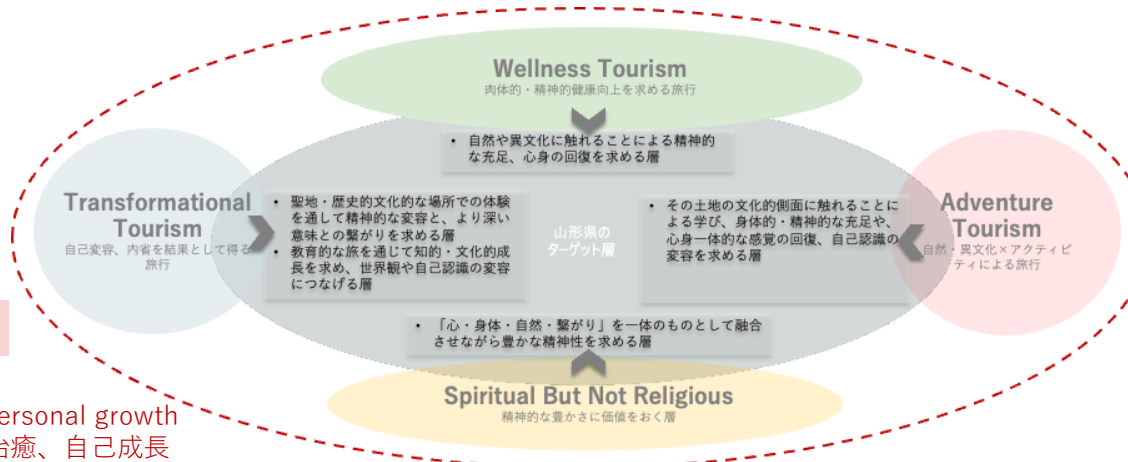 Wellness Tourism
肉体的・精神的健康向上を求める旅行
• 自然や異文化に触れることによる精神的
な充足、心身の回復を求める層
Transformational
Tourism
自己変容、内省を結果として得る
旅行
• 聖地・歴史的文化的な場所での体験
を通して精神的な変容と、より深い
意味との繋がりを求める層
• 教育的な旅を通じて知的・文化的成
長を求め、世界観や自己認識の変容
につなげる層
山形県の
ターゲット層
• その土地の文化的側面に触れることに
よる学び、身体的・精神的な充足や、
心身一体的な感覚の回復、自己認識の
変容を求める層
Adventure
Tourism
自然・異文化×アクティビ
ティによる旅行
• 「心・身体・自然・繋がり」を一体のものとして融合
させながら豊かな精神性を求める層
Spiritual But Not Religious
精神的な豊かさに価値をおく層
ersonal growth
治癒、自己成長